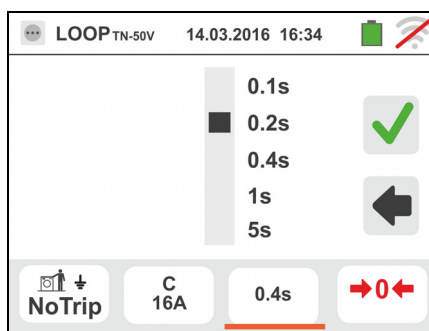 LOOP TN-50V 14.03.2016 16:34
0.1s
0.2s
0.4s
1s
5s
NoTrip
C
16A
0.4s
→0←